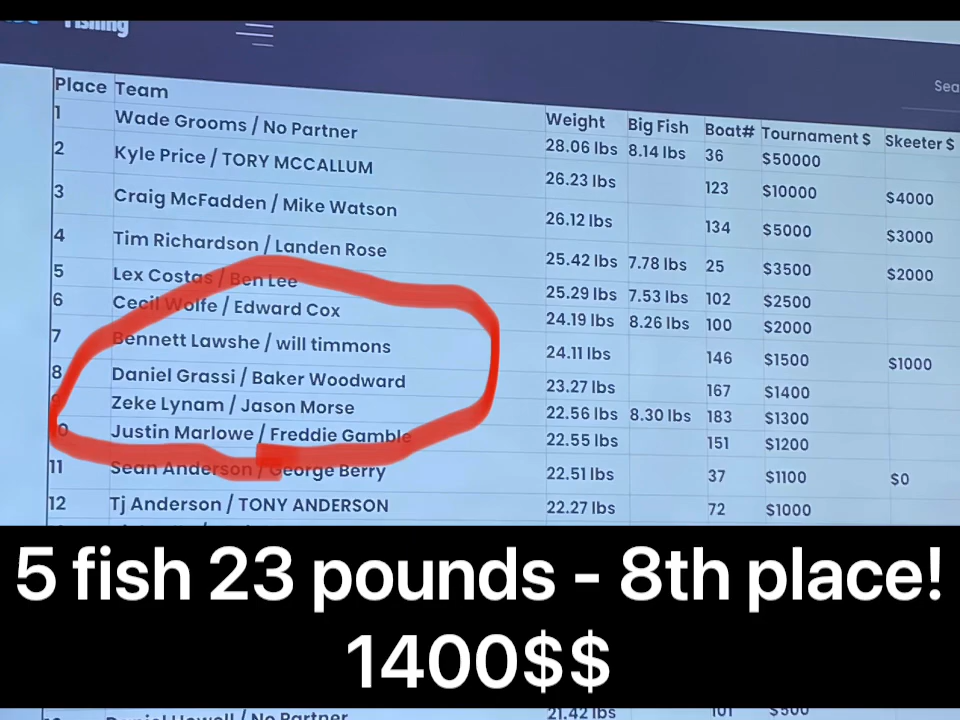 Fishing
Sea
Place Team Weight Big Fish Boat# Tournament $ Skeeter $
1 Wade Grooms / No Partner 28.06 lbs 8.14 lbs 36 $50000
2 Kyle Price / TORY MCCALLUM 26.23 lbs 123 $10000 $4000
3 Craig McFadden / Mike Watson 26.12 lbs 134 $5000 $3000
4 Tim Richardson / Landen Rose 25.42 lbs 7.78 lbs 25 $3500 $2000
5 Lex Costas / Ben Lee 25.29 lbs 7.53 lbs 102 $2500
6 Cecil Wolfe / Edward Cox 24.19 lbs 8.26 lbs 100 $2000
7 Bennett Lawshe / will timmons 24.11 lbs 146 $1500 $1000
8 Daniel Grassi / Baker Woodward 23.27 lbs 167 $1400
9 Zeke Lynam / Jason Morse 22.56 lbs 8.30 lbs 183 $1300
0 Justin Marlowe / Freddie Gamble 22.55 lbs 151 $1200
11 Sean Anderson / George Berry 22.51 lbs 37 $1100 $0
12 Tj Anderson / TONY ANDERSON 22.27 lbs 72 $1000
5 fish 23 pounds - 8th place!
1400$$
Daniel Howell / No Partner 21.42 lbs 101 $500